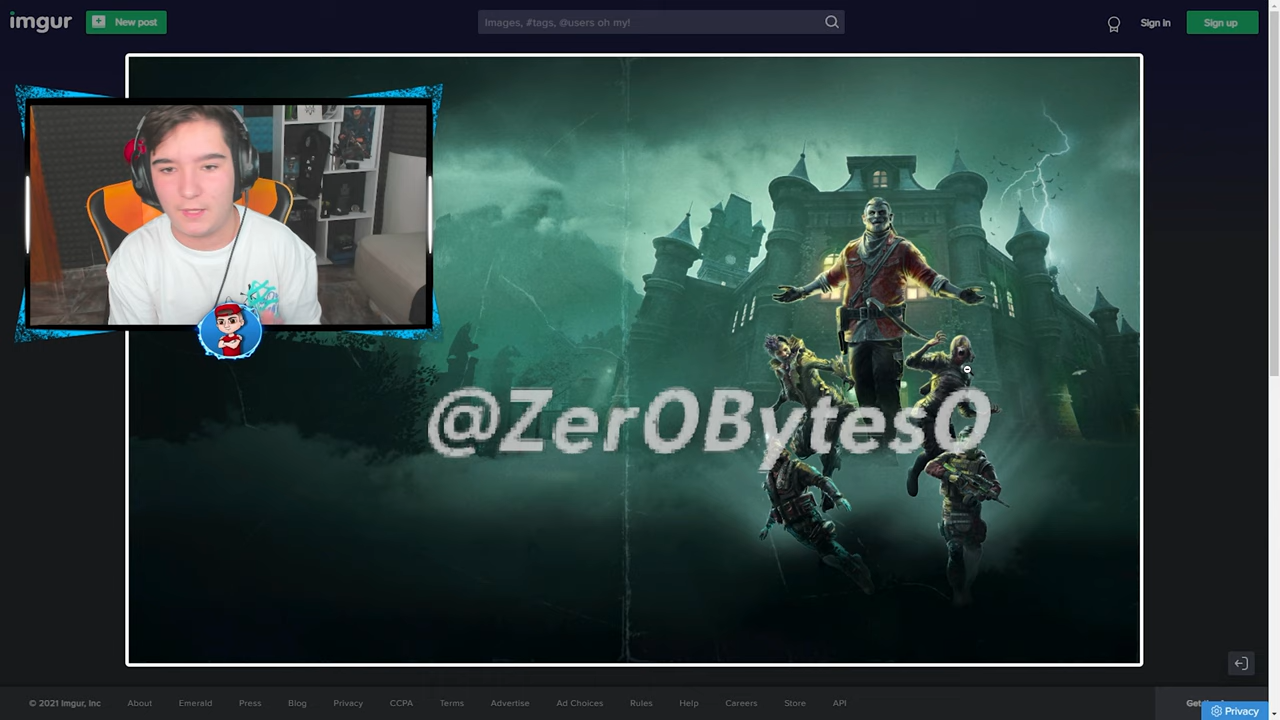 imgur
New post
Images, #tags, @users oh my!
Sign in
Sign up
@Zer0Bytes0
© 2021 Imgur, Inc
About
Emerald
Press
Blog
Privacy
CCPA
Terms
Advertise
Ad Choices
Rules
Help
Careers
Store
API
Get
Privacy